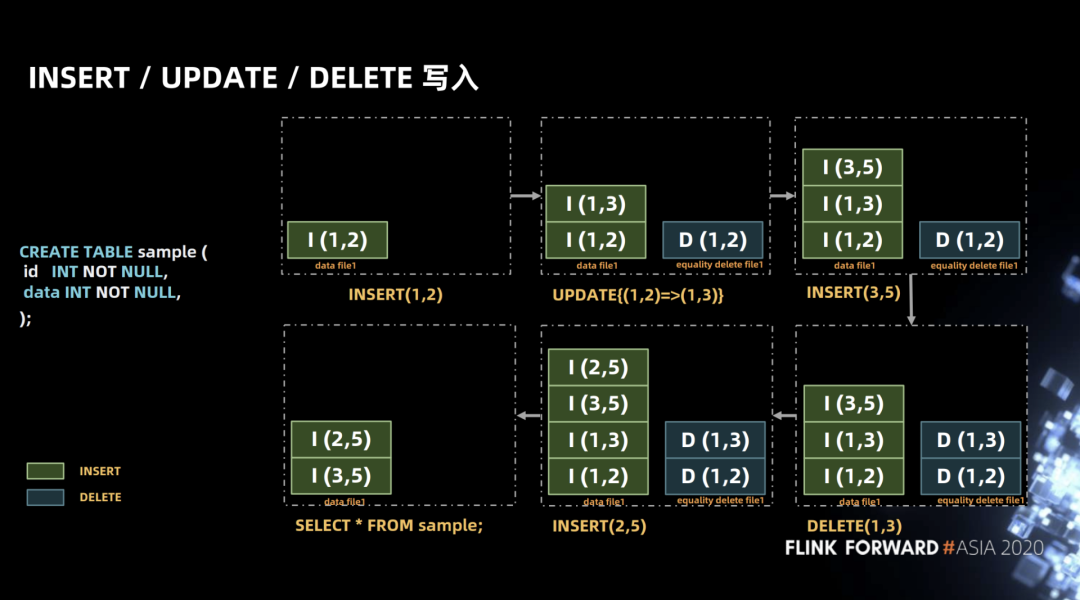 INSERT / UPDATE / DELETE 写入
CREATE TABLE sample (
id INT NOT NULL,
data INT NOT NULL,
);
INSERT
DELETE
I (1,2)
data file1
INSERT(1,2)
I (1,3)
I (1,2)
data file1
D (1,2)
equality delete file1
UPDATE{(1,2)=>(1,3)}
I (3,5)
I (1,3)
I (1,2)
data file1
D (1,2)
equality delete file1
INSERT(3,5)
I (3,5)
I (1,3)
I (1,2)
data file1
D (1,3)
D (1,2)
equality delete file1
DELETE(1,3)
I (2,5)
I (3,5)
I (1,3)
I (1,2)
data file1
D (1,3)
D (1,2)
equality delete file1
INSERT(2,5)
I (2,5)
I (3,5)
data file1
SELECT * FROM sample;
FLINK FORWARD #ASIA 2020